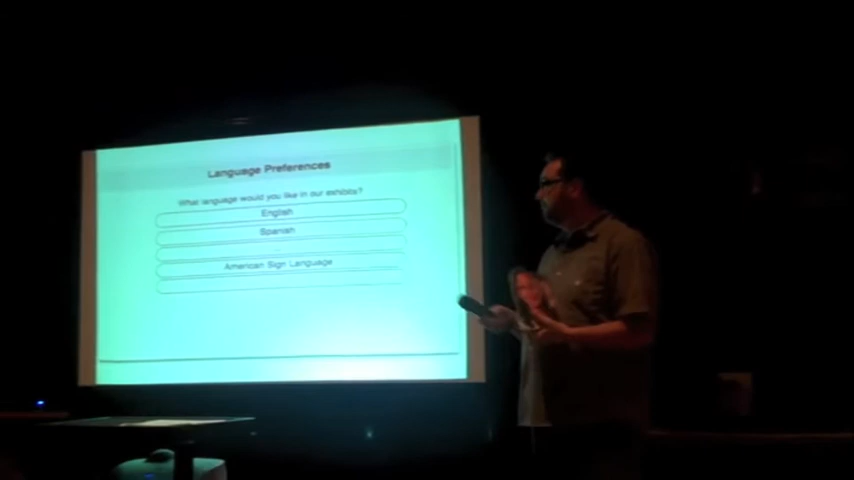 Language Preferences
What language would you like in our exhibits?
English
Spanish
American Sign Language